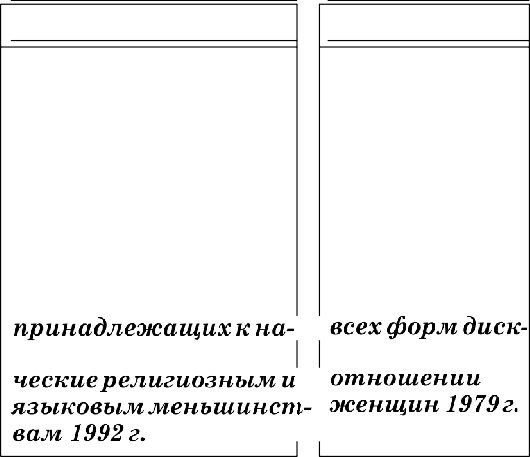 принадлежащих к на-
ческие религиозным и
языковым меньшинст-
вам 1992 г.
всех форм диск-
отношении
женщин 1979 г.